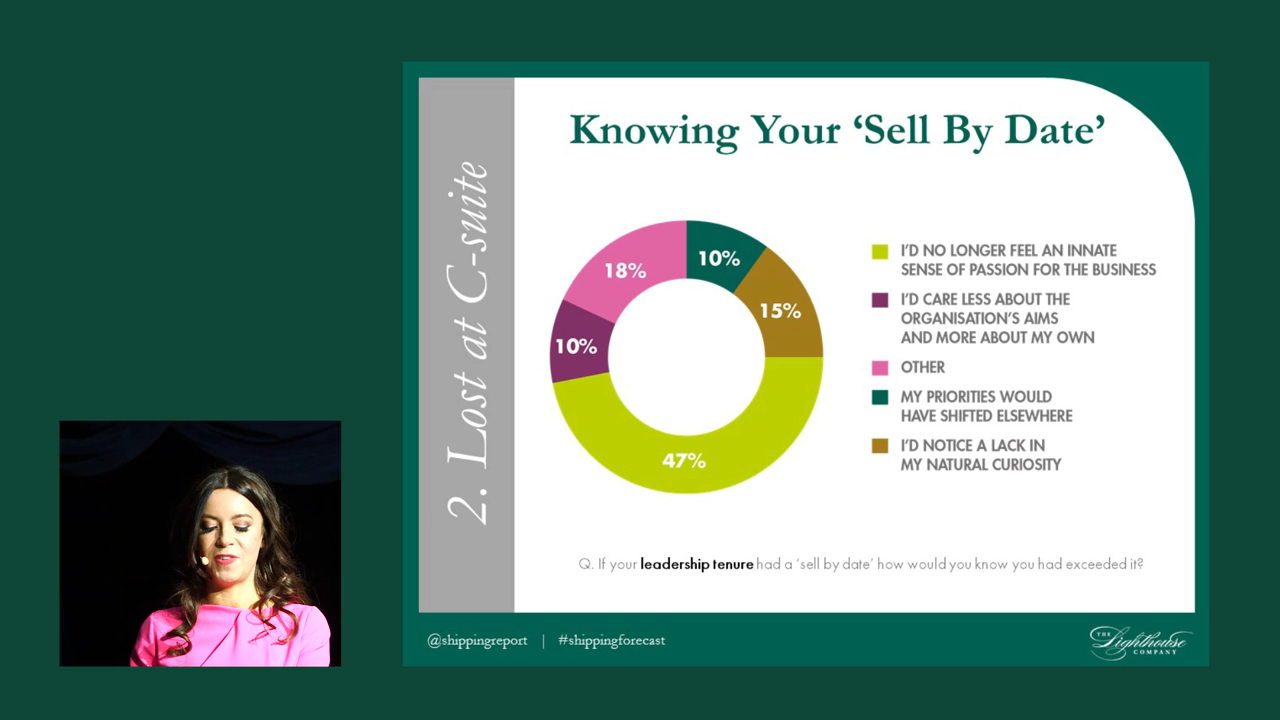 Knowing Your ‘Sell By Date’
2. Lost at C-suite
18%
10%
15%
10%
47%
I’D NO LONGER FEEL AN INNATE
SENSE OF PASSION FOR THE BUSINESS
I’D CARE LESS ABOUT THE
ORGANISATION’S AIMS
AND MORE ABOUT MY OWN
OTHER
MY PRIORITIES WOULD
HAVE SHIFTED ELSEWHERE
I’D NOTICE A LACK IN
MY NATURAL CURIOSITY
Q. If your leadership tenure had a ‘sell by date’ how would you know you had exceeded it?
@shippingreport | #shippingforecast
THE
Lighthouse
COMPANY